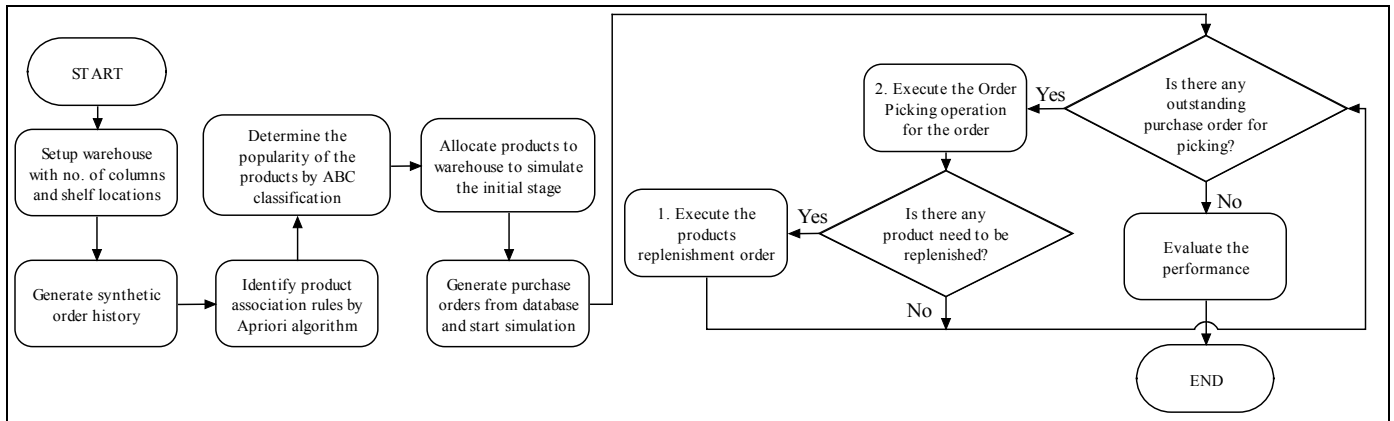 START
Setup warehouse
with no. of columns
and shelf locations
Generate synthetic
order history
Identify product
association rules by
Apriori algorithm
Determine the
popularity of the
products by ABC
classification
Allocate products to
warehouse to simulate
the initial stage
Generate purchase
orders from database
and start simulation
Is there any
outstanding
purchase order for
picking?
Yes
2. Execute the Order
Picking operation
for the order
Is there any
product need to be
replenished?
Yes
1. Execute the
products
replenishment order
No
No
Evaluate the
performance
END